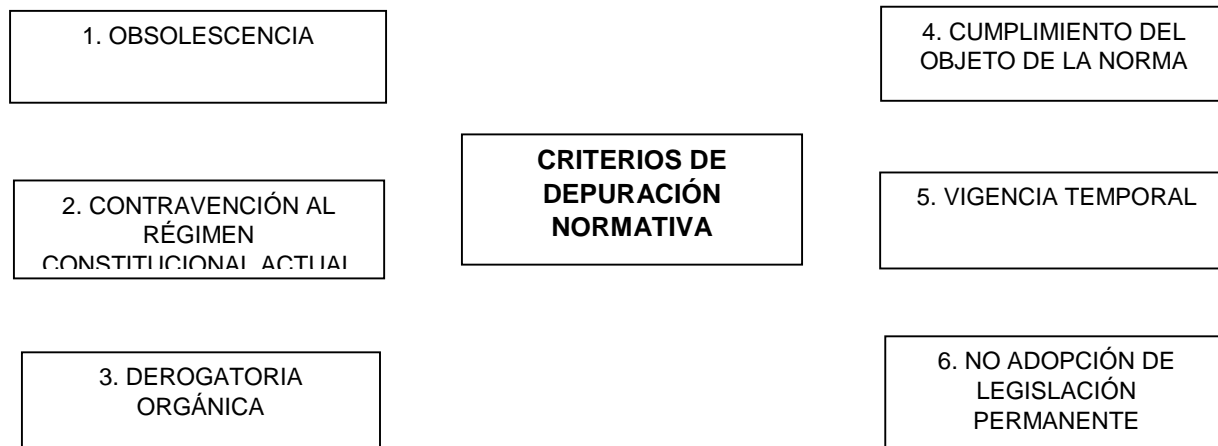 1. OBSOLESCENCIA
2. CONTRAVENCIÓN AL
RÉGIMEN
CONSTITUCIONAL ACTUAL
3. DEROGATORIA
ORGÁNICA
CRITERIOS DE
DEPURACIÓN
NORMATIVA
4. CUMPLIMIENTO DEL
OBJETO DE LA NORMA
5. VIGENCIA TEMPORAL
6. NO ADOPCIÓN DE
LEGISLACIÓN
PERMANENTE